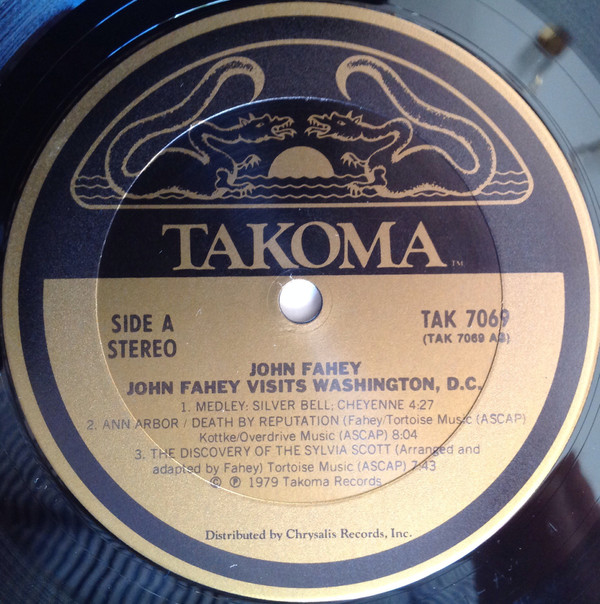 TAKOMA™
SIDE A
STEREO
TAK 7069
(TAK 7069 AS)
JOHN FAHEY
JOHN FAHEY VISITS WASHINGTON, D.C.
1. MEDLEY: SILVER BELL; CHEYENNE 4:27
2. ANN ARBOR / DEATH BY REPUTATION (Fahey/Tortoise Music (ASCAP)
Kottke/Overdrive Music (ASCAP) 8:04
3. THE DISCOVERY OF THE SYLVIA SCOTT (Arranged and
adapted by Fahey) Tortoise Music (ASCAP) 7:43
© ℗ 1979 Takoma Records
Distributed by Chrysalis Records, Inc.